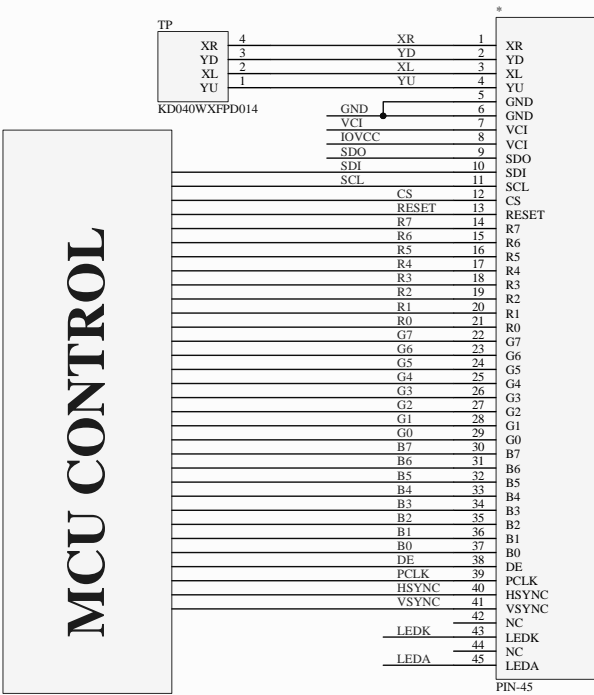 *
TP
XR 4 XR 1 XR
YD 3 YD 2 YD
XL 2 XL 3 XL
YU 1 YU 4 YU
5 GND
KD040WXFPD014
GND 6 GND
VCI 7 VCI
IOVCC 8 VCI
SDO 9 SDO
SDI 10 SDI
SCL 11 SCL
CS 12 CS
RESET 13 RESET
R7 14 R7
R6 15 R6
R5 16 R5
R4 17 R4
R3 18 R3
R2 19 R2
R1 20 R1
R0 21 R0
G7 22 G7
G6 23 G6
G5 24 G5
G4 25 G4
G3 26 G3
G2 27 G2
G1 28 G1
G0 29 G0
B7 30 B7
B6 31 B6
B5 32 B5
B4 33 B4
B3 34 B3
B2 35 B2
B1 36 B1
B0 37 B0
DE 38 DE
PCLK 39 PCLK
HSYNC 40 HSYNC
VSYNC 41 VSYNC
42 NC
LEDK 43 LEDK
44 NC
LEDA 45 LEDA
PIN-45
MCU CONTROL